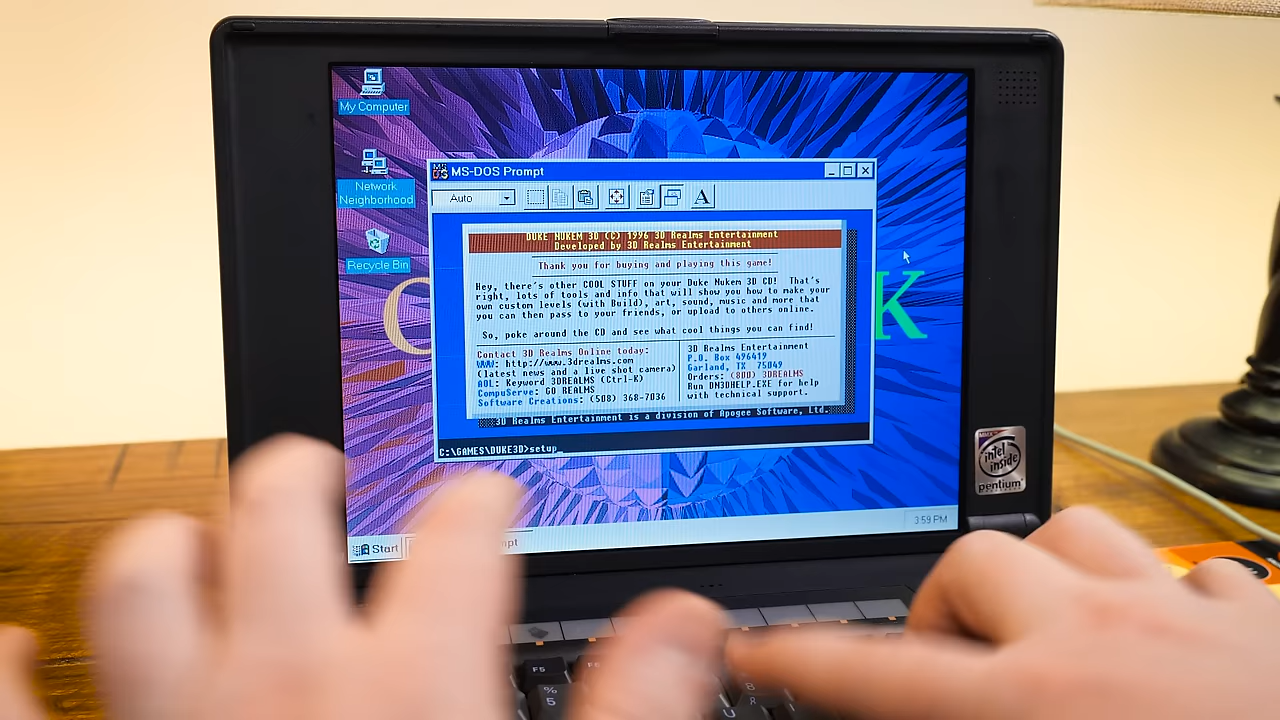 My Computer
Network
Neighborhood
Recycle Bin
MS-DOS Prompt
Auto
A
DUKE NUKEM 3D (C) 1996 3D Realms Entertainment
Developed by 3D Realms Entertainment
Thank you for buying and playing this game!
Hey, there's other COOL STUFF on your Duke Nukem 3D CD! That's
right, lots of tools and info that will show you how to make your
own custom levels (with Build), art, sound, music and more that
you can then pass to your friends, or upload to others online.
So, poke around the CD and see what cool things you can find!
Contact 3D Realms Online today:
WWW: http://www.3drealms.com
(latest news and a live shot camera)
AOL: Keyword 3DREALMS (Ctrl-K)
CompuServe: GO REALMS
Software Creations: (508) 368-7036
3D Realms Entertainment
P.O. Box 496419
Garland, TX 75049
Orders: (800) 3DREALMS
Run DM3DHELP.EXE for help
with technical support.
3D Realms Entertainment is a division of Apogee Software, Ltd.
C:\GAMES\DUKE3D>setup_
K
MMX
intel
inside
pentium
Start
3:59 PM
F5
%
5
U